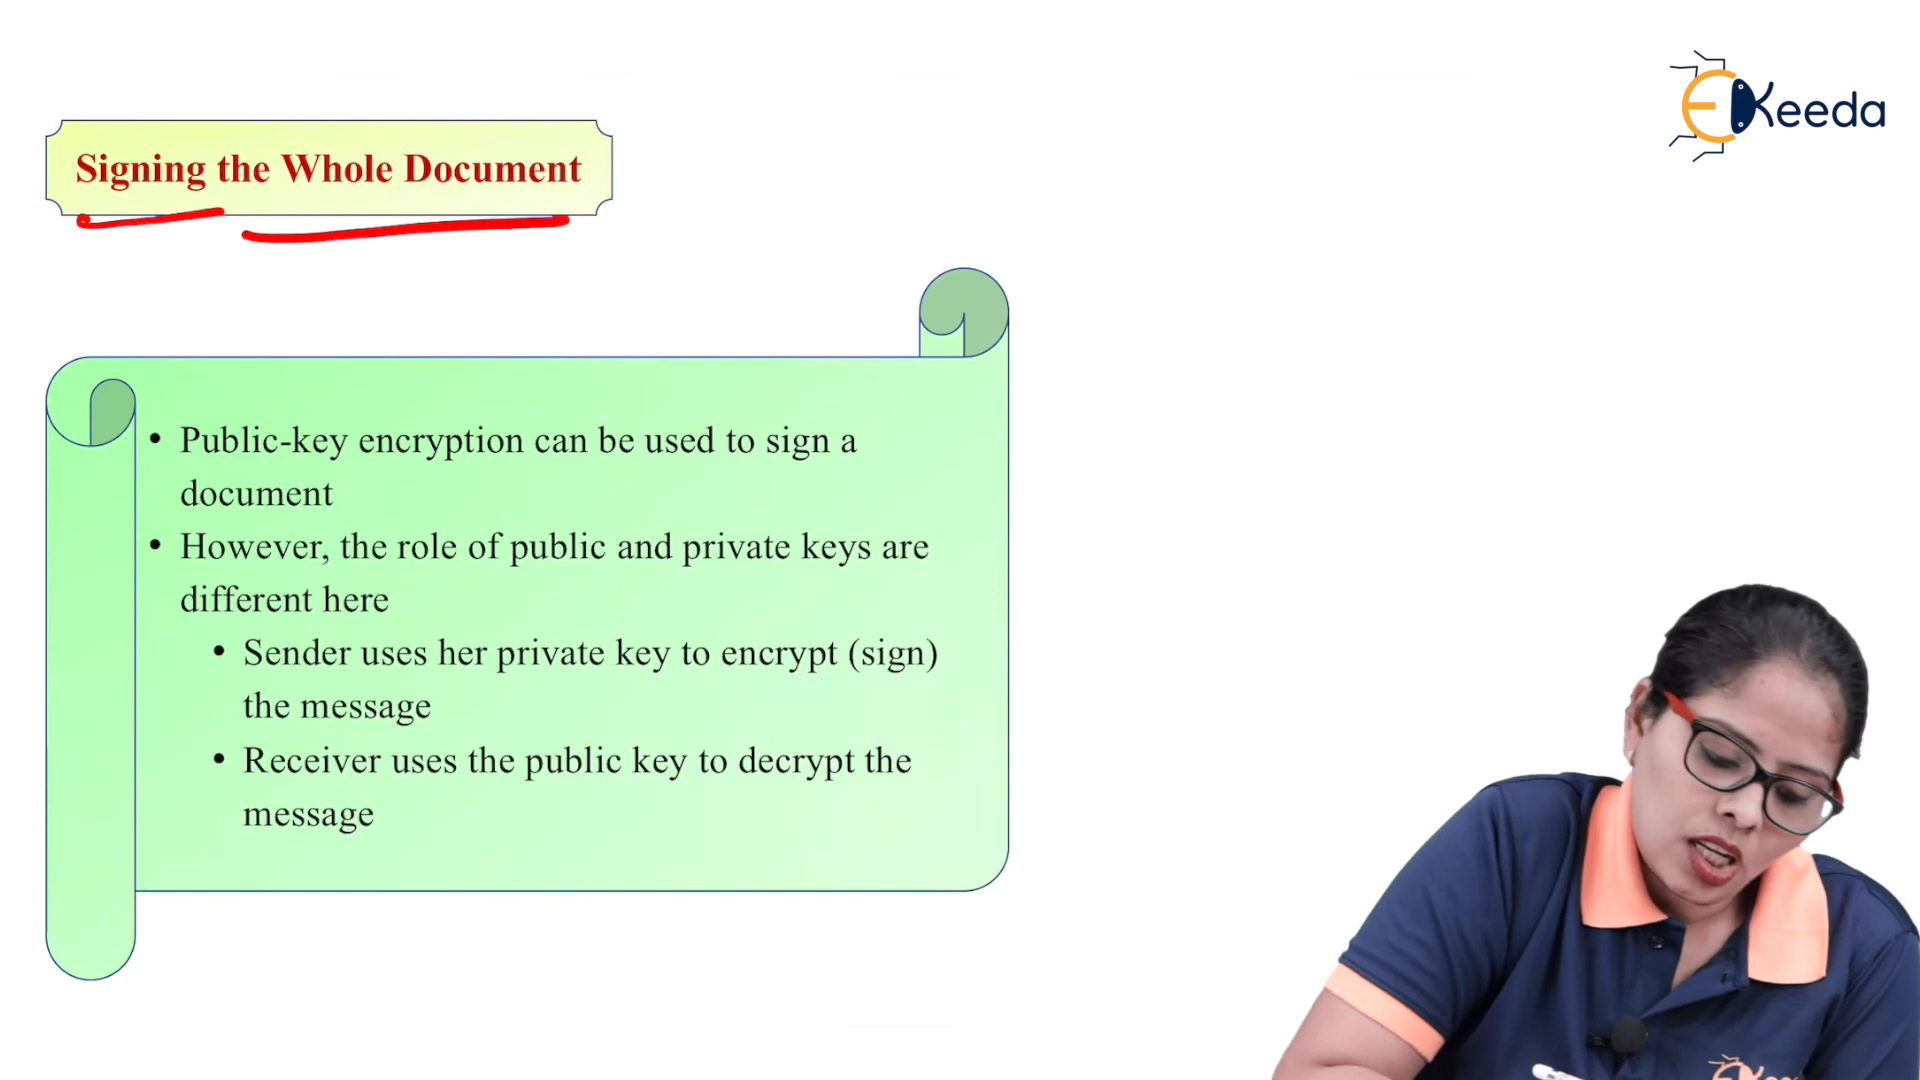 EKeeda
Signing the Whole Document
• Public-key encryption can be used to sign a
document
• However, the role of public and private keys are
different here
• Sender uses her private key to encrypt (sign)
the message
• Receiver uses the public key to decrypt the
message